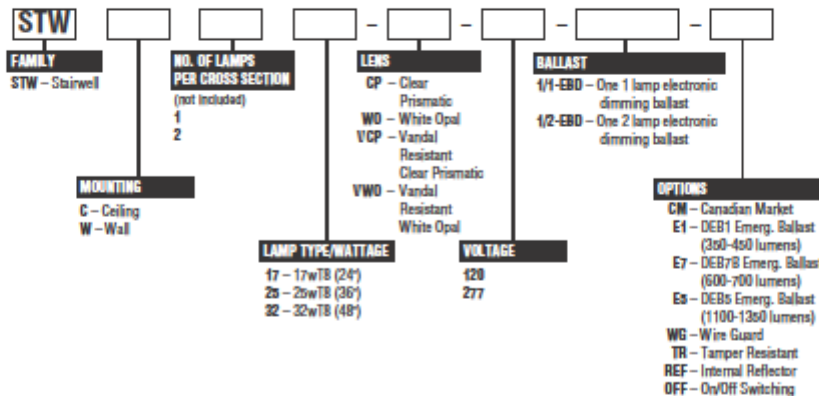 STW
FAMILY
STW – Stairwell
MOUNTING
C – Ceiling
W – Wall
NO. OF LAMPS
PER CROSS SECTION
(not included)
1
2
LAMP TYPE/WATTAGE
17 – 17wT8 (24")
25 – 25wT8 (36")
32 – 32wT8 (48")
LENS
CP – Clear
Prismatic
WO – White Opal
VCP – Vandal
Resistant
Clear Prismatic
VWO – Vandal
Resistant
White Opal
VOLTAGE
120
277
BALLAST
1/1-EBD – One 1 lamp electronic
dimming ballast
1/2-EBD – One 2 lamp electronic
dimming ballast
OPTIONS
CM – Canadian Market
E1 – DEB1 Emerg. Ballast
(350-450 lumens)
E7 – DEB7B Emerg. Ballast
(600-700 lumens)
E5 – DEB5 Emerg. Ballast
(1100-1350 lumens)
WG – Wire Guard
TR – Tamper Resistant
REF – Internal Reflector
OFF – On/Off Switching